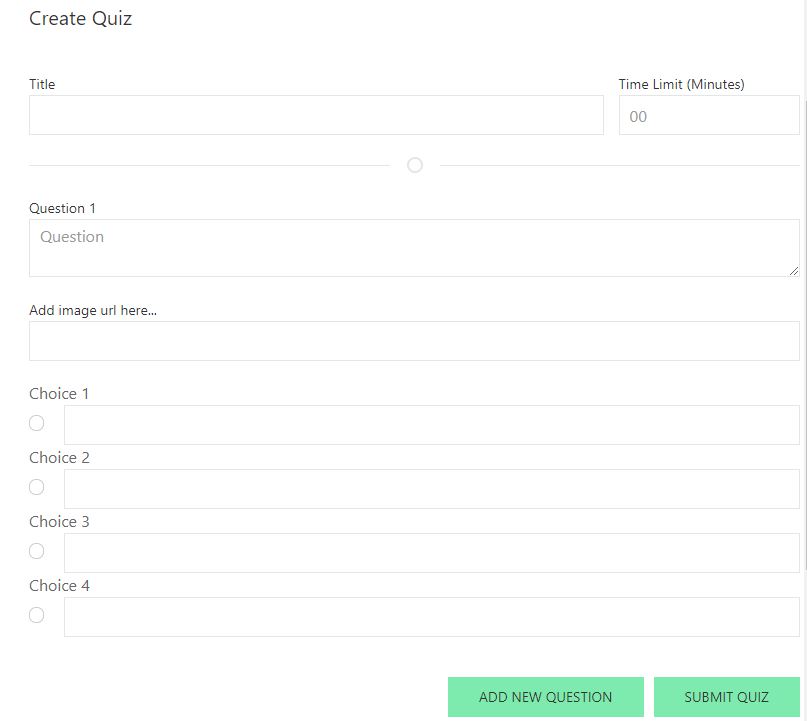 Create Quiz
Title
Time Limit (Minutes)
00
Question 1
Question
Add image url here...
Choice 1
Choice 2
Choice 3
Choice 4
ADD NEW QUESTION
SUBMIT QUIZ